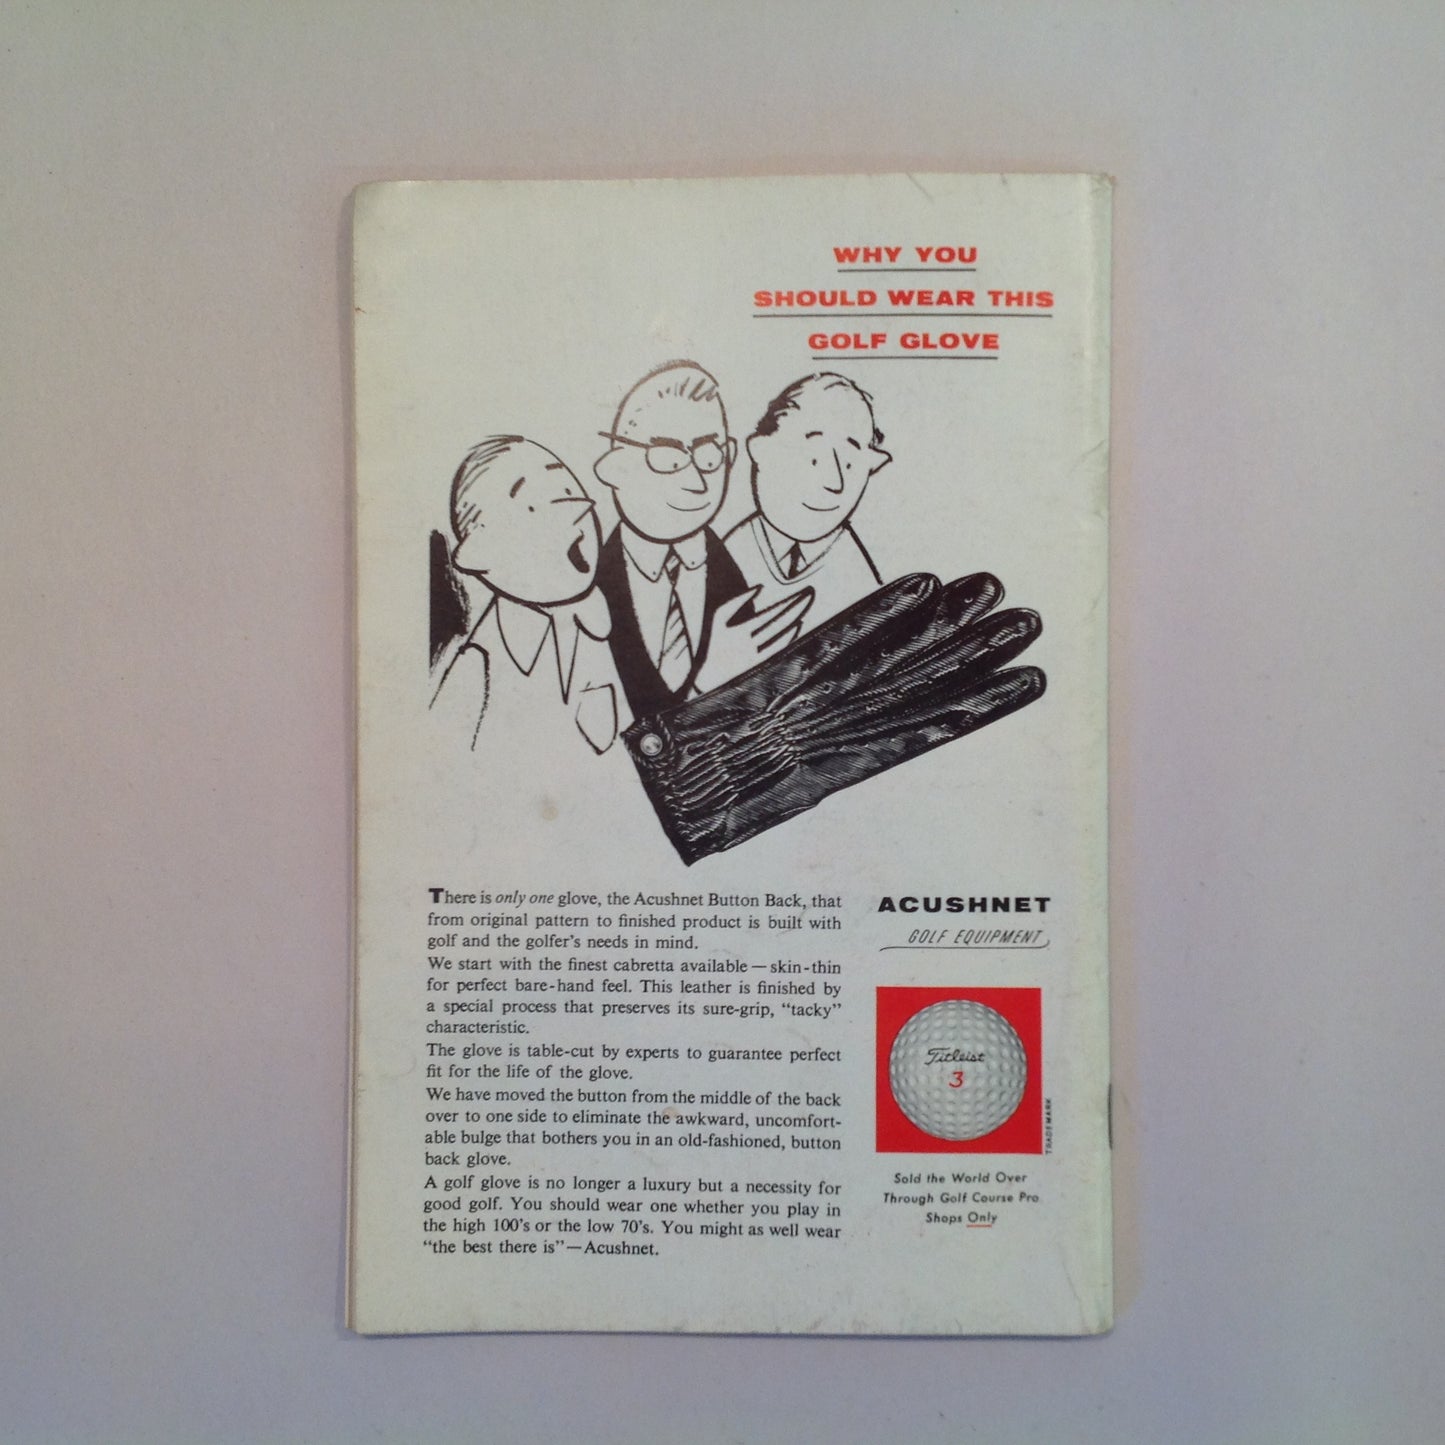 WHY YOU
SHOULD WEAR THIS
GOLF GLOVE
There is only one glove, the Acushnet Button Back, that
from original pattern to finished product is built with
golf and the golfer's needs in mind.
We start with the finest cabretta available — skin-thin
for perfect bare-hand feel. This leather is finished by
a special process that preserves its sure-grip, "tacky"
characteristic.
The glove is table-cut by experts to guarantee perfect
fit for the life of the glove.
We have moved the button from the middle of the back
over to one side to eliminate the awkward, uncomfort-
able bulge that bothers you in an old-fashioned, button
back glove.
A golf glove is no longer a luxury but a necessity for
good golf. You should wear one whether you play in
the high 100's or the low 70's. You might as well wear
"the best there is"—Acushnet.
ACUSHNET
GOLF EQUIPMENT
Titleist
3
TRADEMARK
Sold the World Over
Through Golf Course Pro
Shops Only